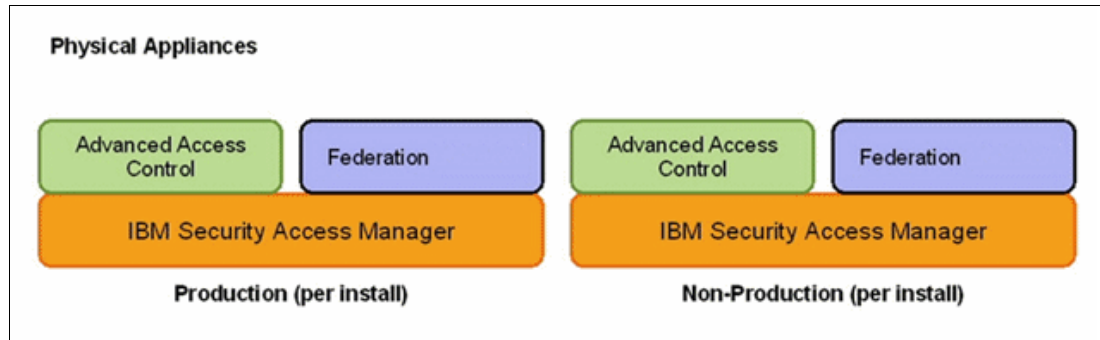 Physical Appliances
Advanced Access
Control
Federation
IBM Security Access Manager
Production (per install)
Advanced Access
Control
Federation
IBM Security Access Manager
Non-Production (per install)